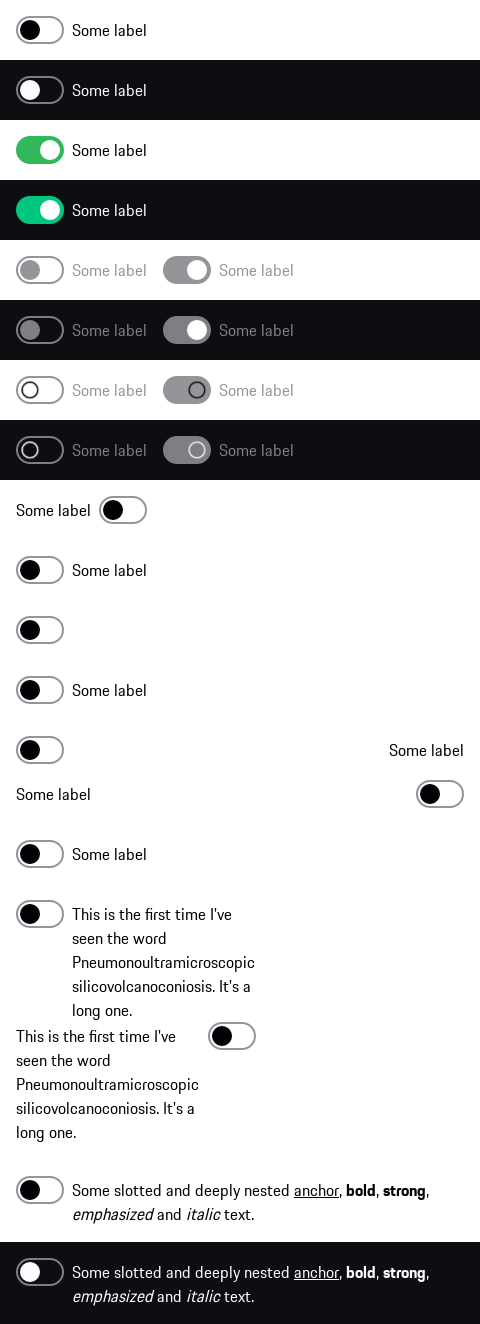 Some label
Some label
Some label
Some label
Some label Some label
Some label Some label
Some label Some label
Some label Some label
Some label
Some label
Some label
Some label
Some label
Some label
This is the first time I've
seen the word
Pneumonoultramicroscopic
silicovolcanoconiosis. It's a
long one.
This is the first time I've
seen the word
Pneumonoultramicroscopic
silicovolcanoconiosis. It's a
long one.
Some slotted and deeply nested anchor, bold, strong,
emphasized and italic text.
Some slotted and deeply nested anchor, bold, strong,
emphasized and italic text.